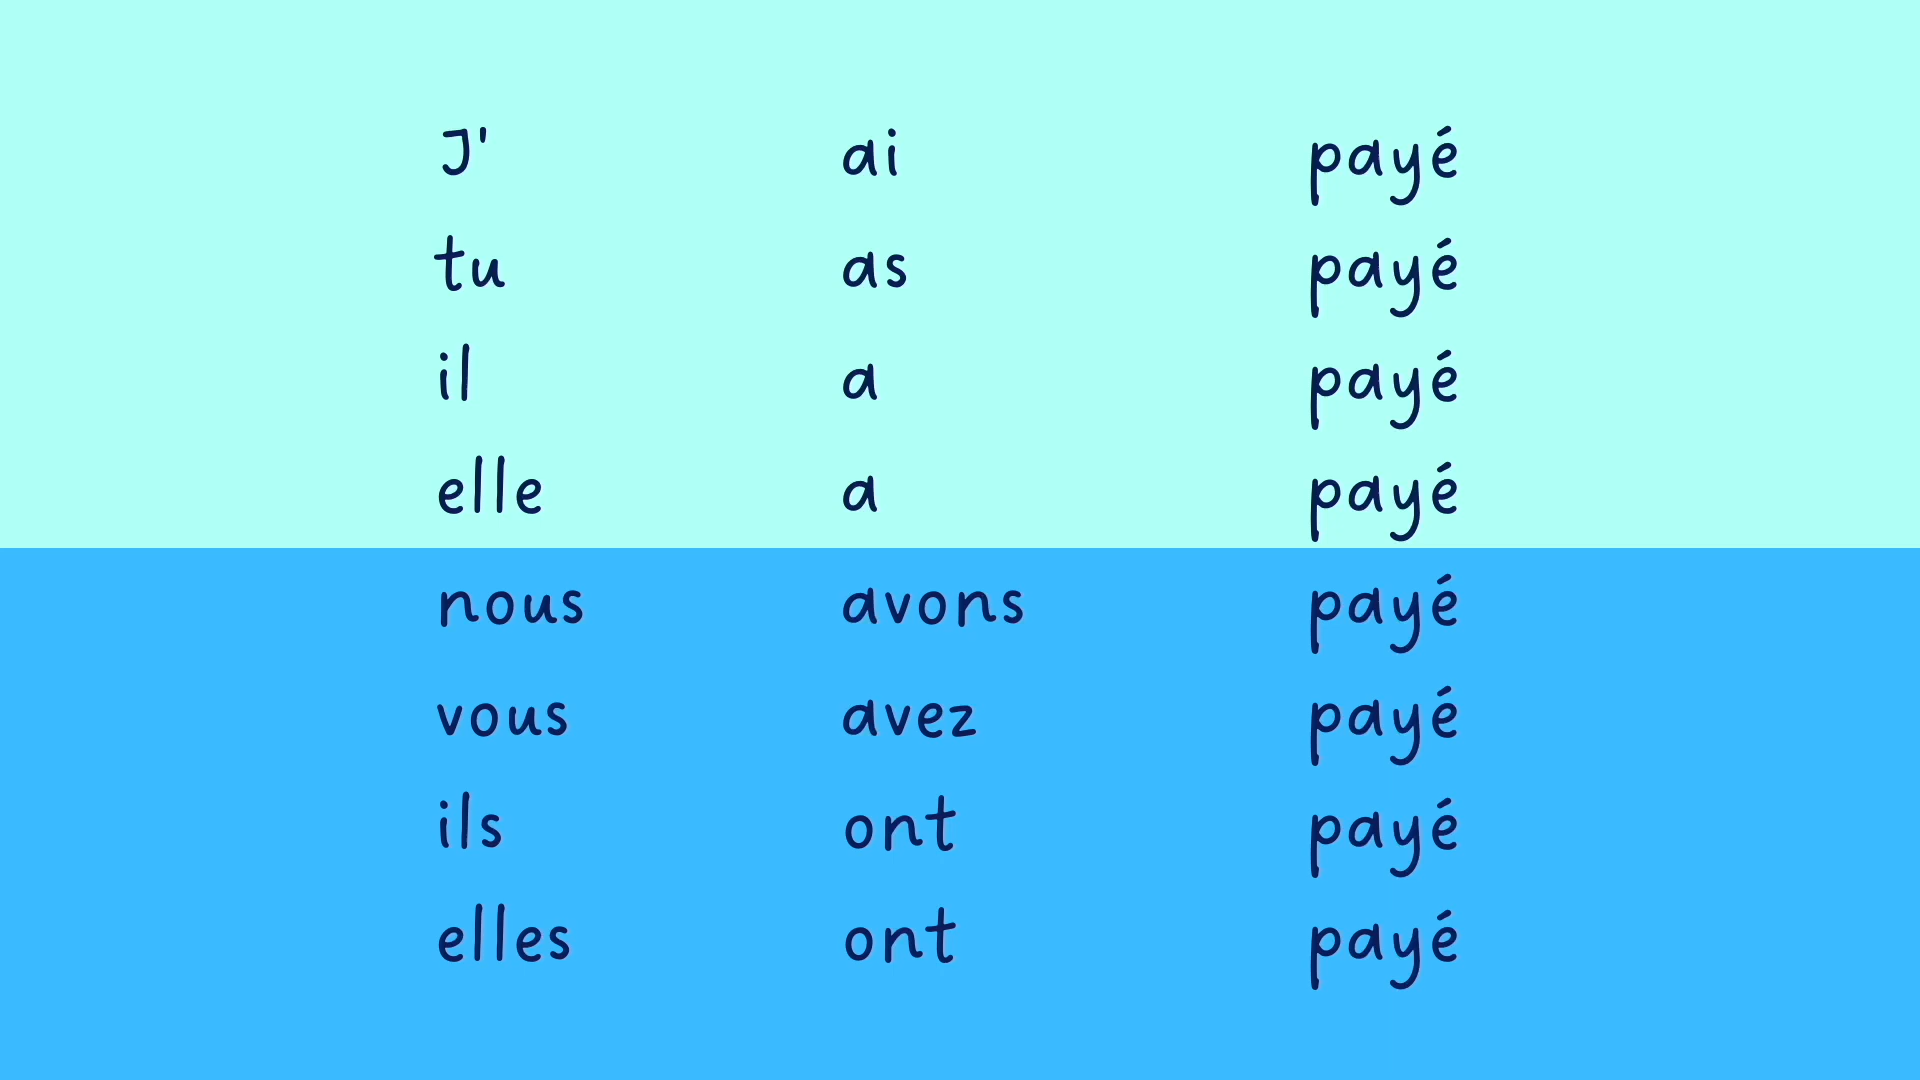 J' ai payé
tu as payé
il a payé
elle a payé
nous avons payé
vous avez payé
ils ont payé
elles ont payé